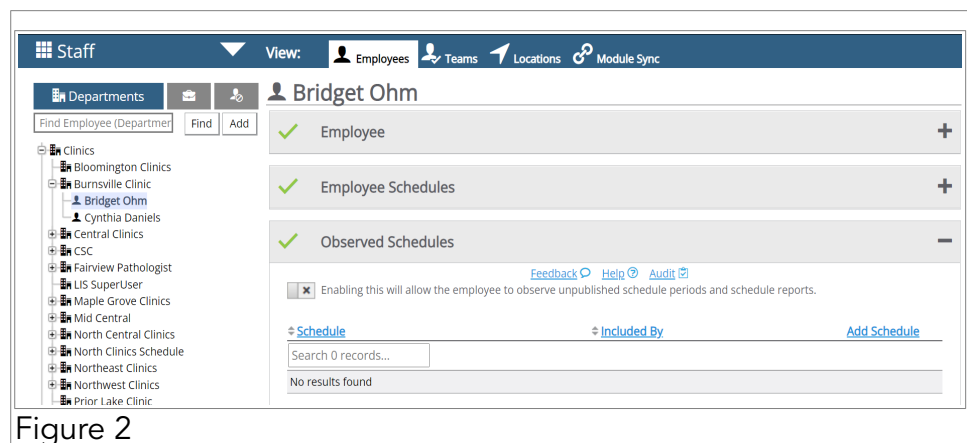 Staff
View:
Employees
Teams
Locations
Module Sync
Departments
Find Employee (Departmer
Find
Add
Clinics
Bloomington Clinics
Burnsville Clinic
Bridget Ohm
Cynthia Daniels
Central Clinics
CSC
Fairview Pathologist
LIS SuperUser
Maple Grove Clinics
Mid Central
North Central Clinics
North Clinics Schedule
Northeast Clinics
Northwest Clinics
Prior Lake Clinic
Bridget Ohm
Employee
Employee Schedules
Observed Schedules
Feedback Help Audit
Enabling this will allow the employee to observe unpublished schedule periods and schedule reports.
Schedule Included By Add Schedule
Search 0 records...
No results found
Figure 2